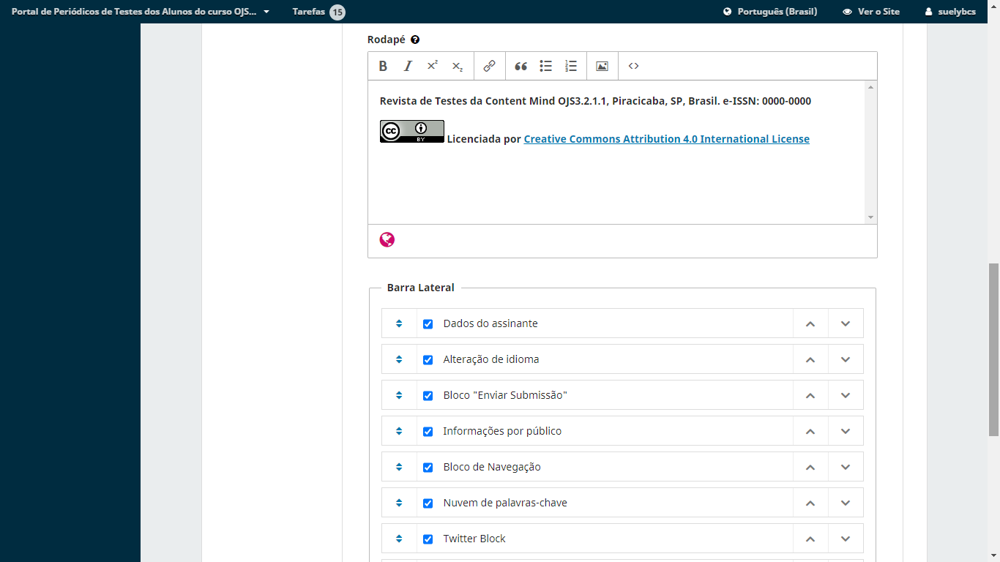 Portal de Periódicos de Testes dos Alunos do curso OJS... Tarefas 15 Português (Brasil) Ver o Site suelybcs
Rodapé
Revista de Testes da Content Mind OJS3.2.1.1, Piracicaba, SP, Brasil. e-ISSN: 0000-0000
cc BY Licenciada por Creative Commons Attribution 4.0 International License
Barra Lateral
Dados do assinante
Alteração de idioma
Bloco "Enviar Submissão"
Informações por público
Bloco de Navegação
Nuvem de palavras-chave
Twitter Block